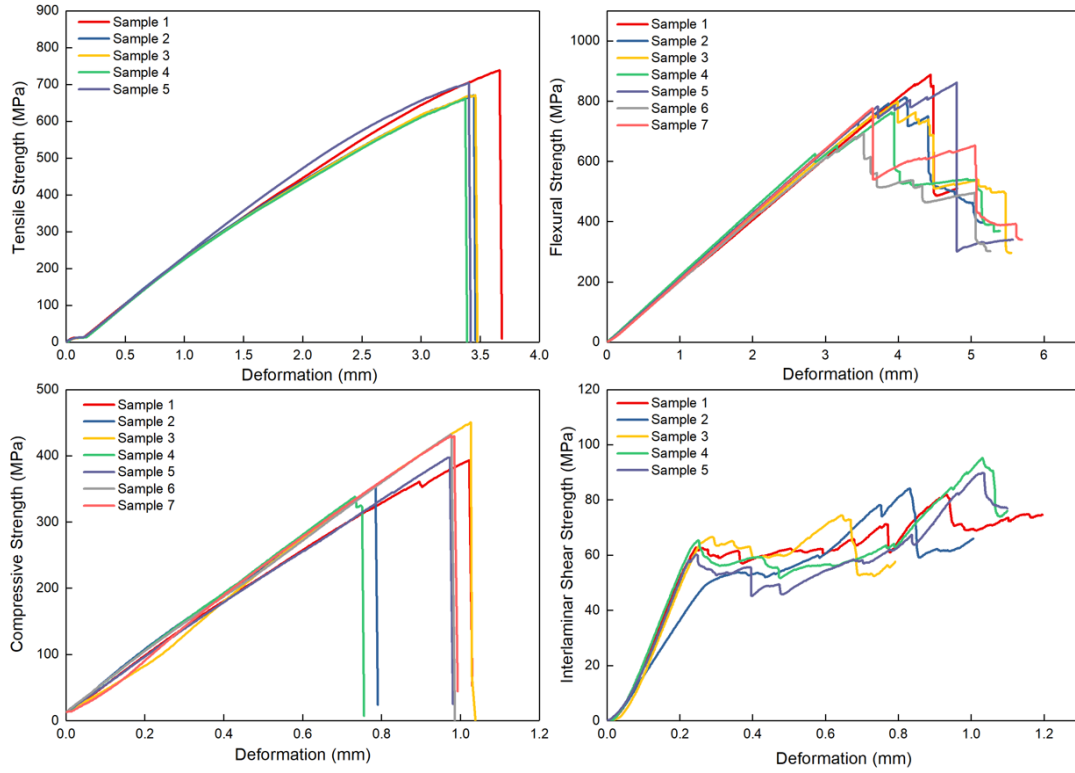 Tensile Strength (MPa)
900
800
700
600
500
400
300
200
100
0
Sample 1
Sample 2
Sample 3
Sample 4
Sample 5
0.0 0.5 1.0 1.5 2.0 2.5 3.0 3.5 4.0
Deformation (mm)
Flexural Strength (MPa)
1000
800
600
400
200
0
Sample 1
Sample 2
Sample 3
Sample 4
Sample 5
Sample 6
Sample 7
0 1 2 3 4 5 6
Deformation (mm)
Compressive Strength (MPa)
500
400
300
200
100
0
Sample 1
Sample 2
Sample 3
Sample 4
Sample 5
Sample 6
Sample 7
0.0 0.2 0.4 0.6 0.8 1.0 1.2
Deformation (mm)
Interlaminar Shear Strength (MPa)
120
100
80
60
40
20
0
Sample 1
Sample 2
Sample 3
Sample 4
Sample 5
0.0 0.2 0.4 0.6 0.8 1.0 1.2
Deformation (mm)